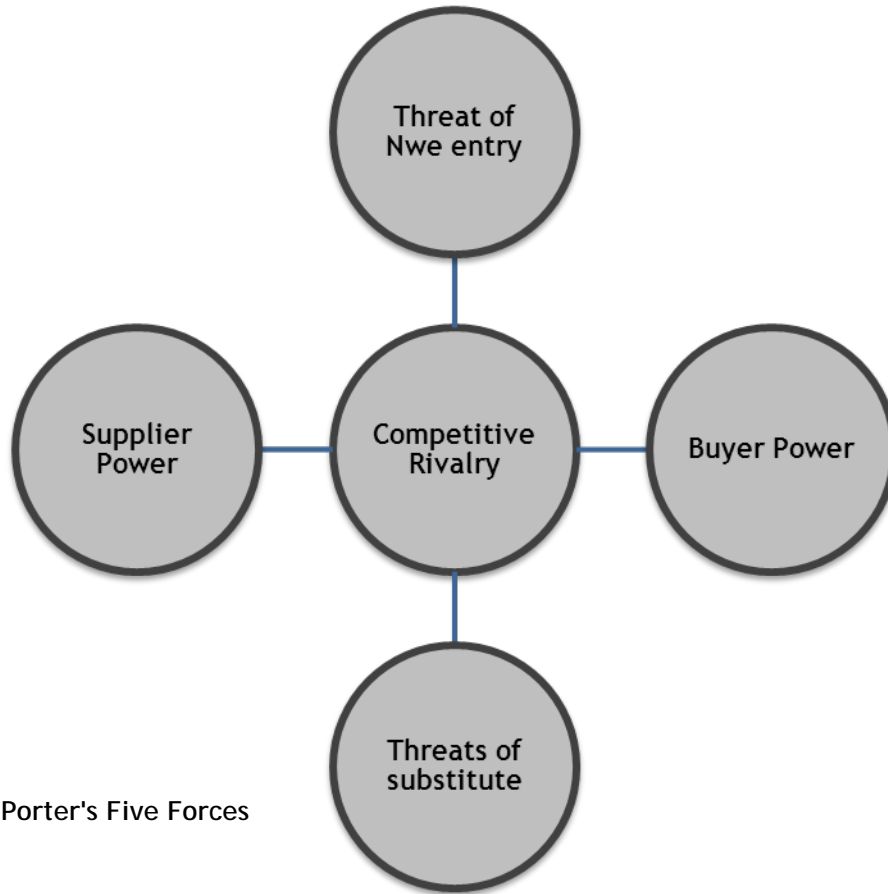 Threat of
Nwe entry
Supplier
Power
Competitive
Rivalry
Buyer Power
Threats of
substitute
Porter's Five Forces